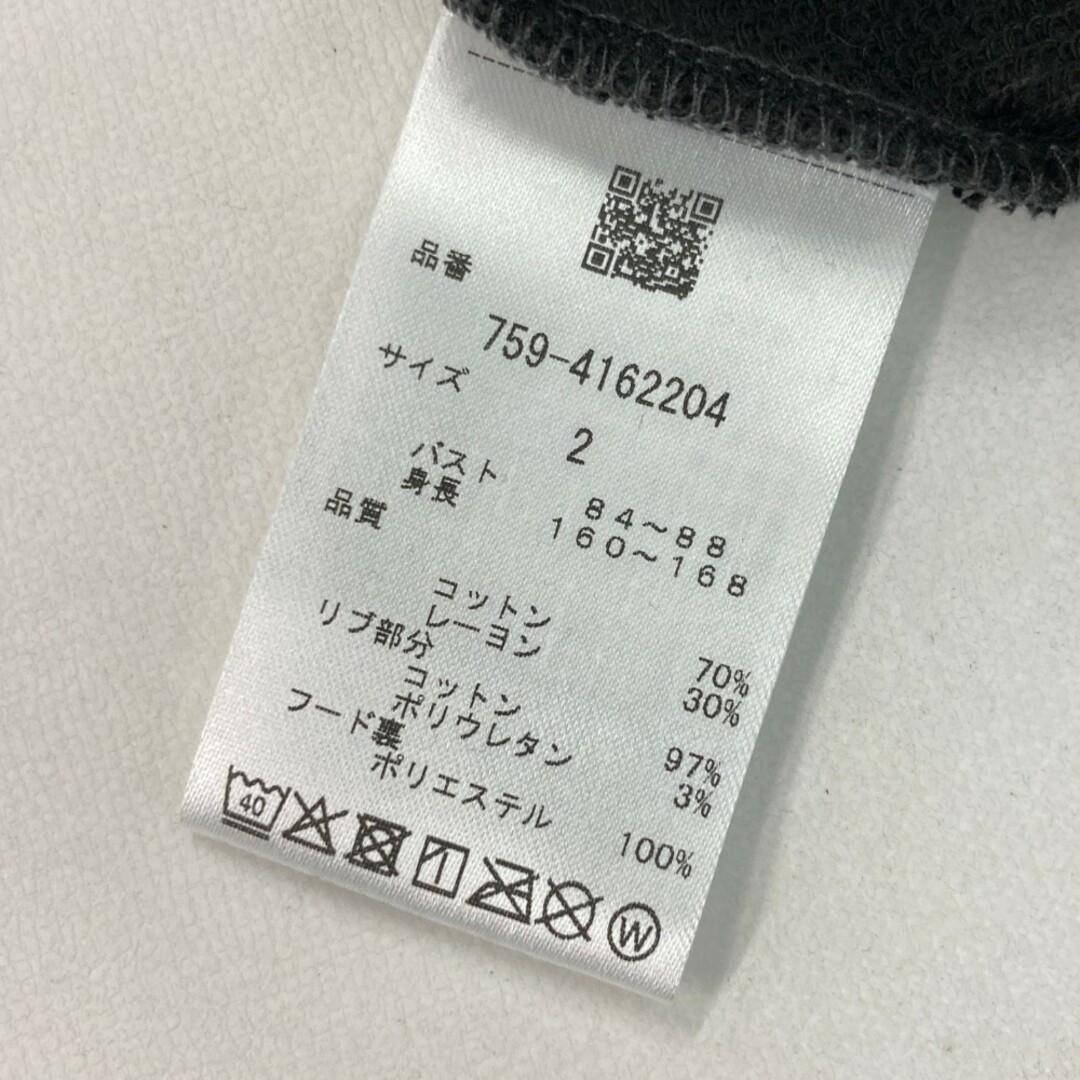 品番
759-4162204
サイズ
2
バスト 84~88
身長 160~168
品質
コットン 70%
レーヨン 30%
リブ部分
コットン 97%
ポリウレタン 3%
フード裏
ポリエステル 100%
40 W